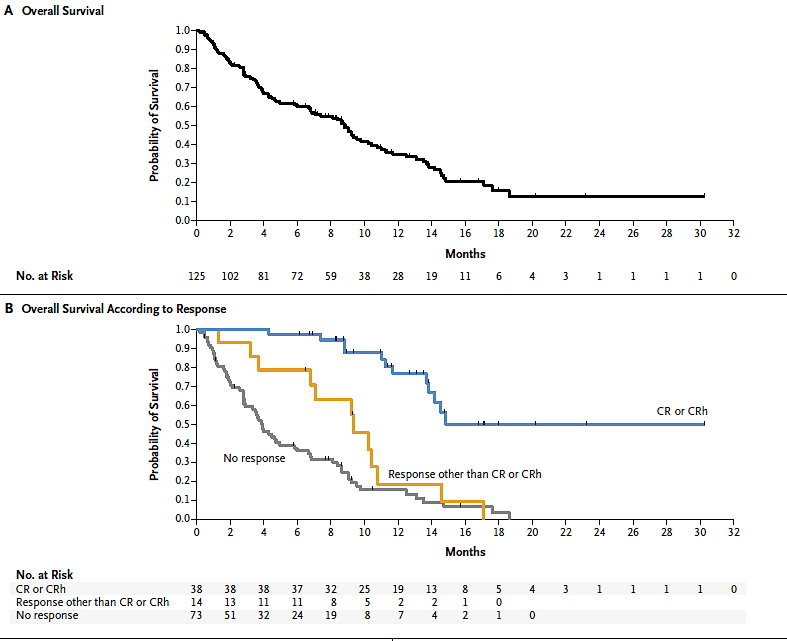 A Overall Survival
Probability of Survival
1.0
0.9
0.8
0.7
0.6
0.5
0.4
0.3
0.2
0.1
0.0
0 2 4 6 8 10 12 14 16 18 20 22 24 26 28 30 32
Months
No. at Risk 125 102 81 72 59 38 28 19 11 6 4 3 1 1 1 1 0
B Overall Survival According to Response
Probability of Survival
1.0
0.9
0.8
0.7
0.6
0.5
0.4
0.3
0.2
0.1
0.0
CR or CRh
No response
Response other than CR or CRh
0 2 4 6 8 10 12 14 16 18 20 22 24 26 28 30 32
Months
No. at Risk
CR or CRh 38 38 38 37 32 25 19 13 8 5 4 3 1 1 1 1 0
Response other than CR or CRh 14 13 11 11 8 5 2 2 1 0
No response 73 51 32 24 19 8 7 4 2 1 0